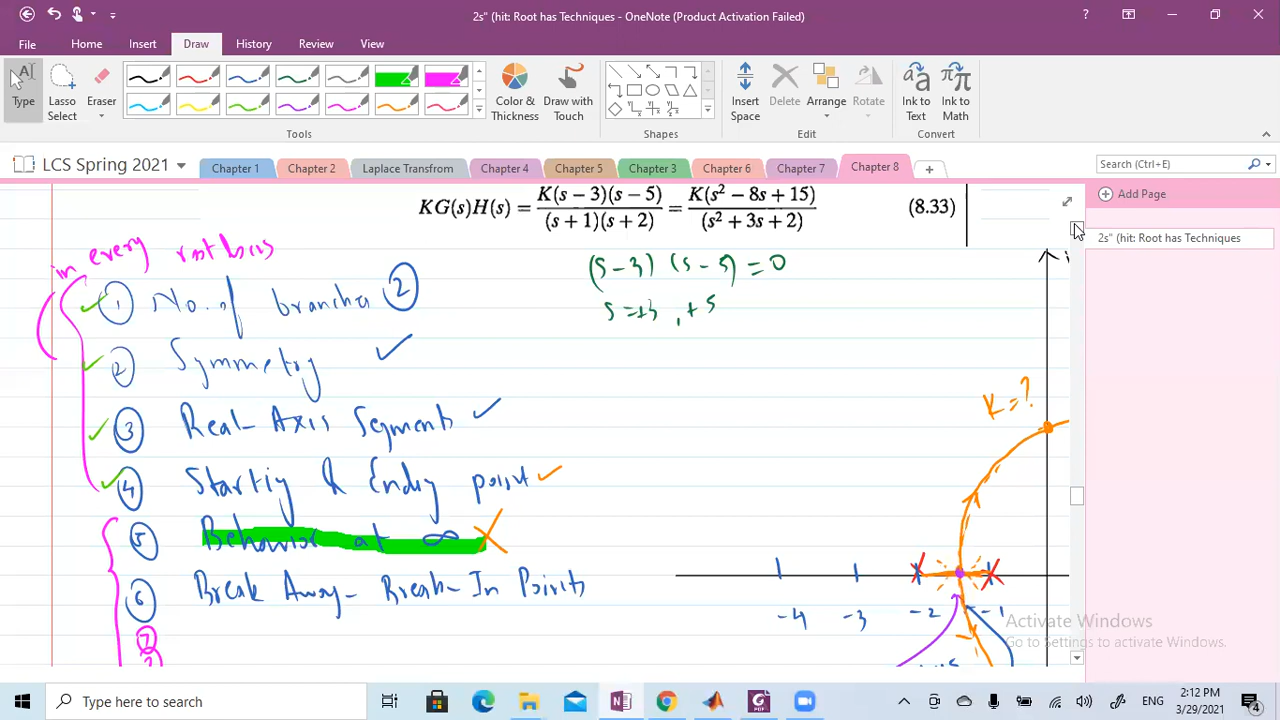 2s" (hit: Root has Techniques - OneNote (Product Activation Failed)
File Home Insert Draw History Review View
Type
Lasso Select
Eraser
Color & Thickness
Draw with Touch
Insert Space
Delete
Arrange
Rotate
Ink to Text
Ink to Math
Tools
Shapes
Edit
Convert
LCS Spring 2021
Chapter 1 Chapter 2 Laplace Transfrom Chapter 4 Chapter 5 Chapter 3 Chapter 6 Chapter 7 Chapter 8
Search (Ctrl+E)
Add Page
2s" (hit: Root has Techniques
KG(s)H(s) = K(s − 3)(s − 5) / (s + 1)(s + 2) = K(s² − 8s + 15) / (s² + 3s + 2) (8.33)
in every root locus
(s-3) (s-5) = 0
s = +3, +5
1 No. of branches 2
2 Symmetry ✓
3 Real-Axis Segments ✓
4 Startig & Endig point ✓
5 Behavior at ∞ X
6 Break Away- Break-In Points
7
K=?
-4 -3 -2 -1
Activate Windows
Go to Settings to activate Windows.
Type here to search
ENG
2:12 PM
3/29/2021
4